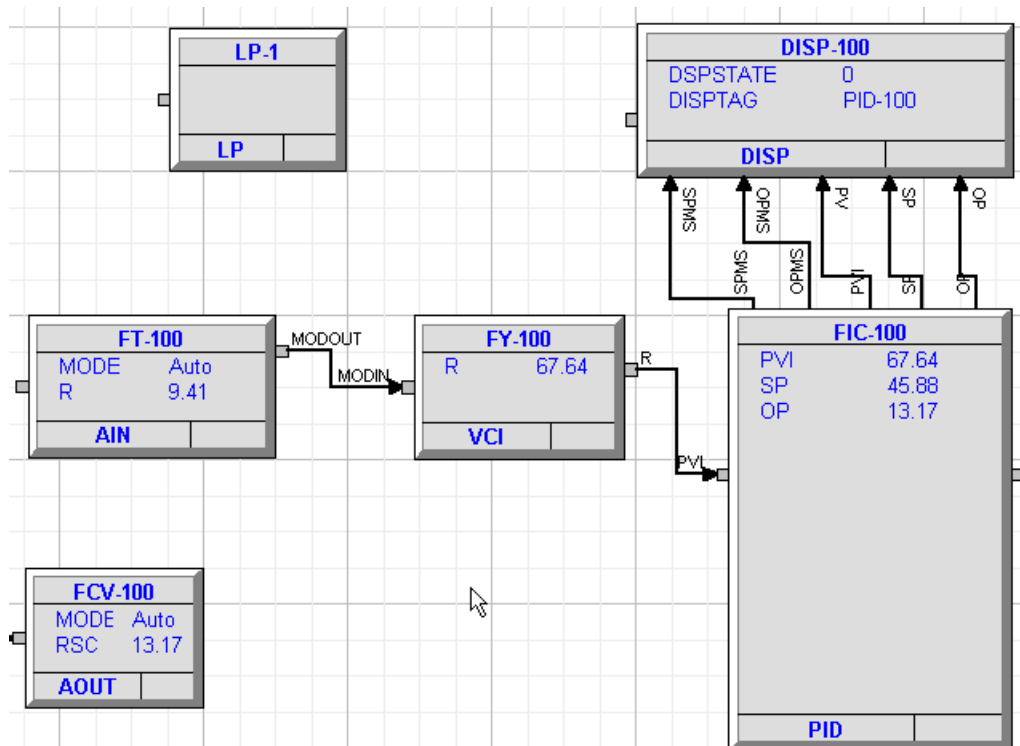 LP-1
LP
DISP-100
DSPSTATE 0
DISPTAG PID-100
DISP
SPMS
OPMS
PV
SP
OP
SPMS
OPMS
PVI
SP
OP
FT-100
MODE Auto
R 9.41
AIN
MODOUT
MODIN
FY-100
R 67.64
VCI
R
PVI
FIC-100
PVI 67.64
SP 45.88
OP 13.17
PID
FCV-100
MODE Auto
RSC 13.17
AOUT